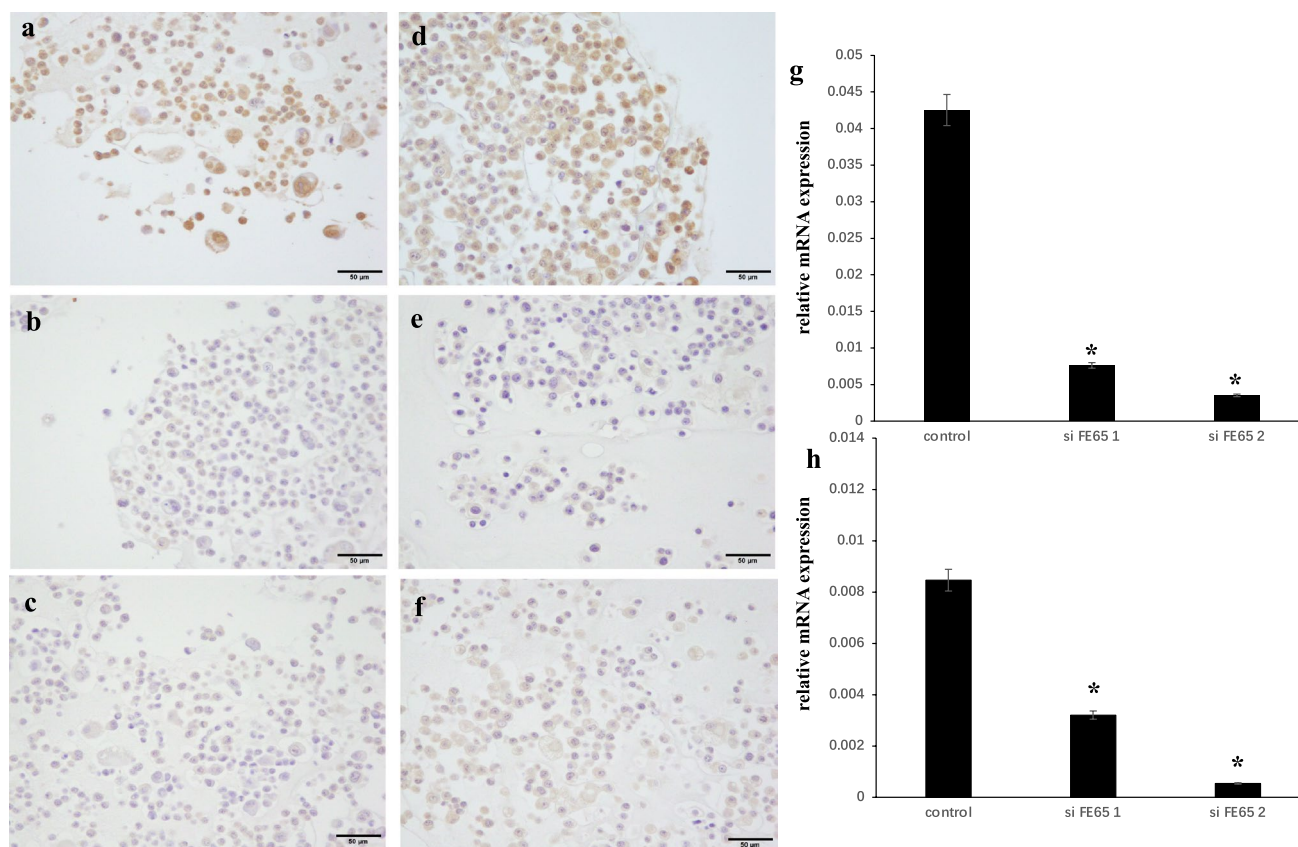 a
50 µm
d
50 µm
b
50 µm
e
50 µm
c
50 µm
f
50 µm
g
relative mRNA expression
0.05
0.045
0.04
0.035
0.03
0.025
0.02
0.015
0.01
0.005
0
*
*
control
si FE65 1
si FE65 2
h
relative mRNA expression
0.014
0.012
0.01
0.008
0.006
0.004
0.002
0
*
*
control
si FE65 1
si FE65 2